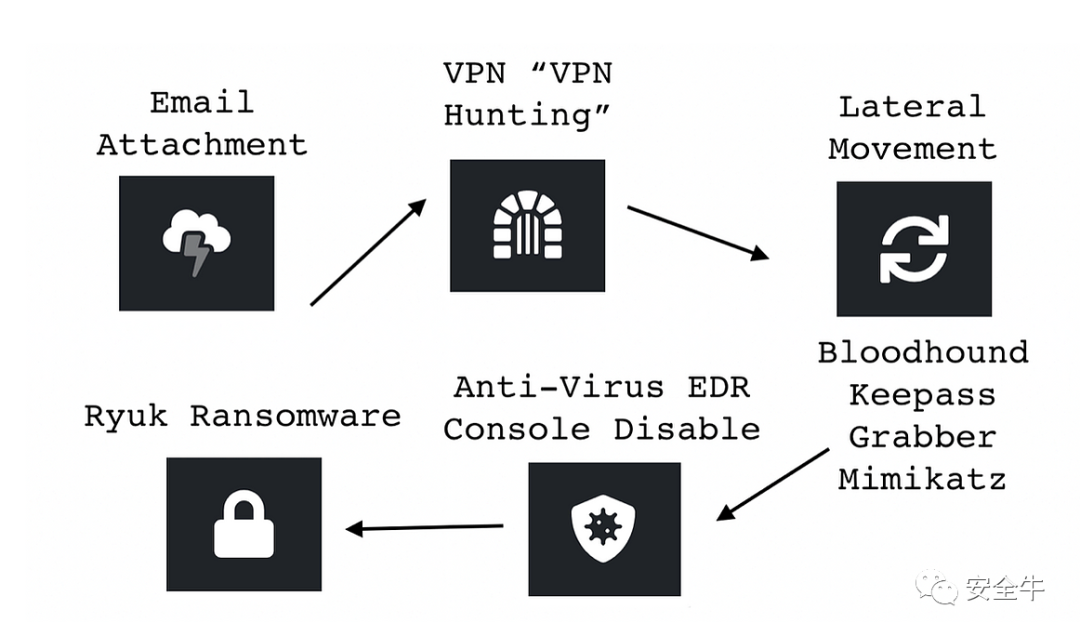 Email
Attachment
VPN “VPN
Hunting”
Lateral
Movement
Bloodhound
Keepass
Grabber
Mimikatz
Anti-Virus EDR
Console Disable
Ryuk Ransomware
安全牛